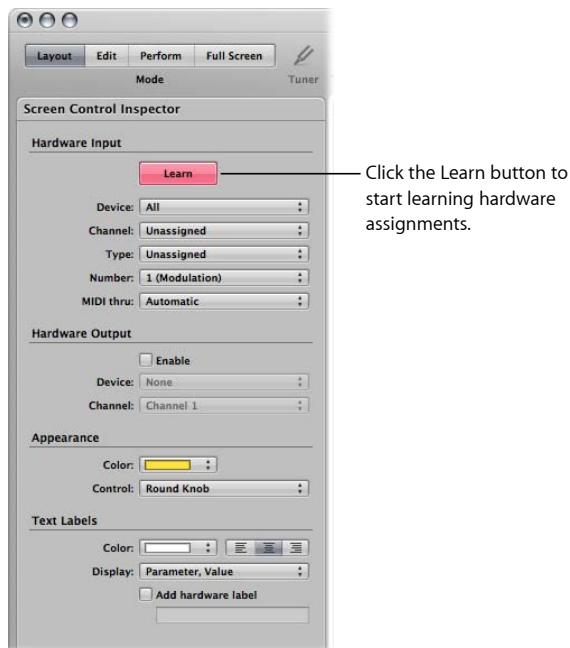 Layout Edit Perform Full Screen
Mode Tuner
Screen Control Inspector
Hardware Input
Learn
Click the Learn button to
start learning hardware
assignments.
Device: All
Channel: Unassigned
Type: Unassigned
Number: 1 (Modulation)
MIDI thru: Automatic
Hardware Output
Enable
Device: None
Channel: Channel 1
Appearance
Color:
Control: Round Knob
Text Labels
Color:
Display: Parameter, Value
Add hardware label